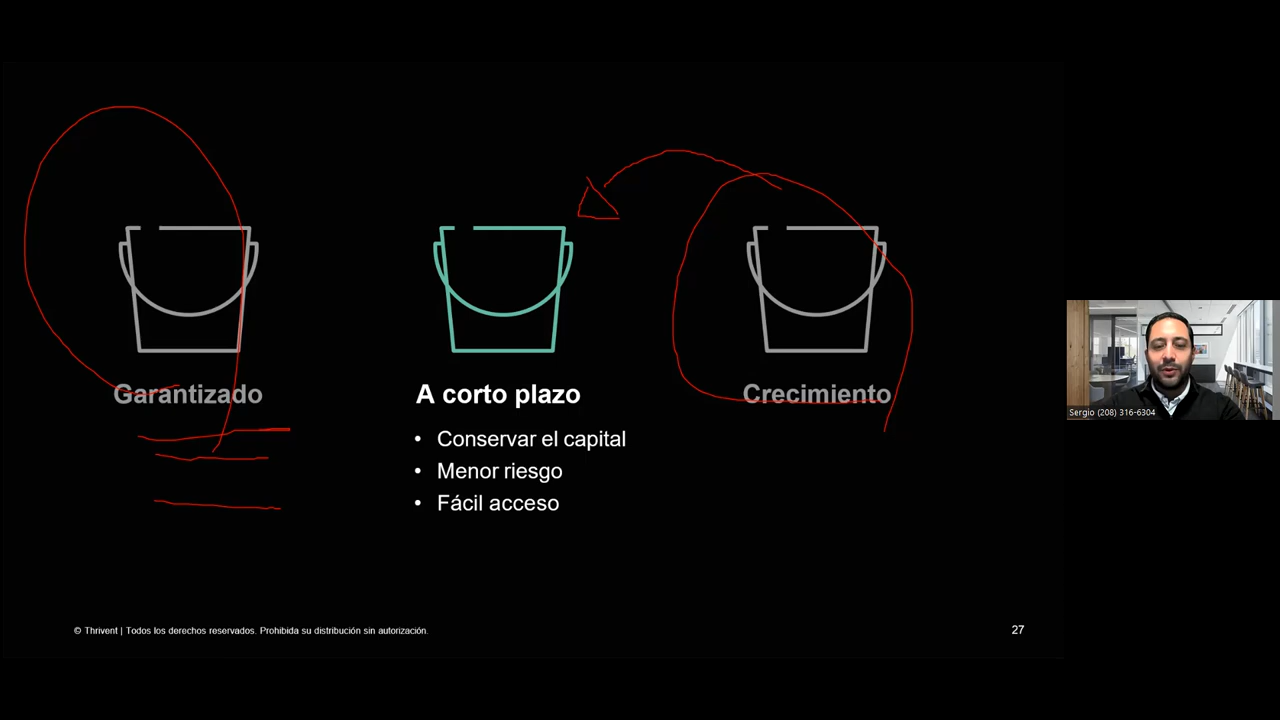 Garantizado
A corto plazo
Crecimiento
• Conservar el capital
• Menor riesgo
• Fácil acceso
Sergio (208) 316-6304
© Thrivent | Todos los derechos reservados. Prohibida su distribución sin autorización.
27